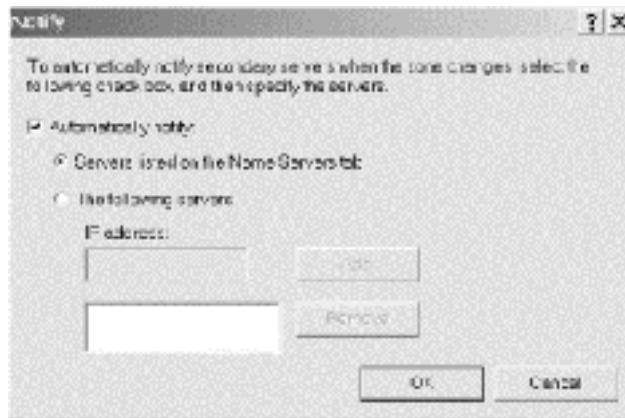 Notify
To automatically notify secondary servers when the zone changes, select the
following check box, and then specify the servers.
Automatically notify:
Servers listed on the Name Servers tab
The following servers
IP address:
Add
Remove
OK
Cancel